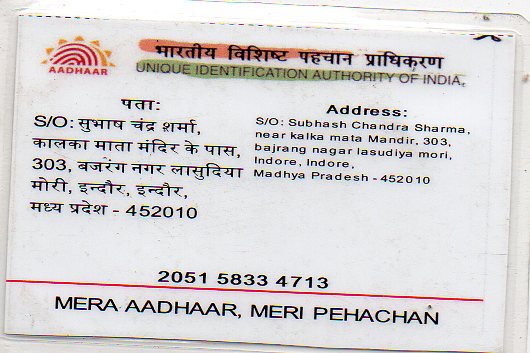 AADHAAR
भारतीय विशिष्ट पहचान प्राधिकरण
UNIQUE IDENTIFICATION AUTHORITY OF INDIA,
पता:
S/O: सुभाष चंद्र शर्मा,
कालका माता मंदिर के पास,
303, बजरंग नगर लासुदिया
मोरी, इन्दौर, इन्दौर,
मध्य प्रदेश - 452010
Address:
S/O: Subhash Chandra Sharma,
near kalka mata Mandir, 303,
bajrang nagar lasudiya mori,
Indore, Indore,
Madhya Pradesh - 452010
2051 5833 4713
MERA AADHAAR, MERI PEHACHAN